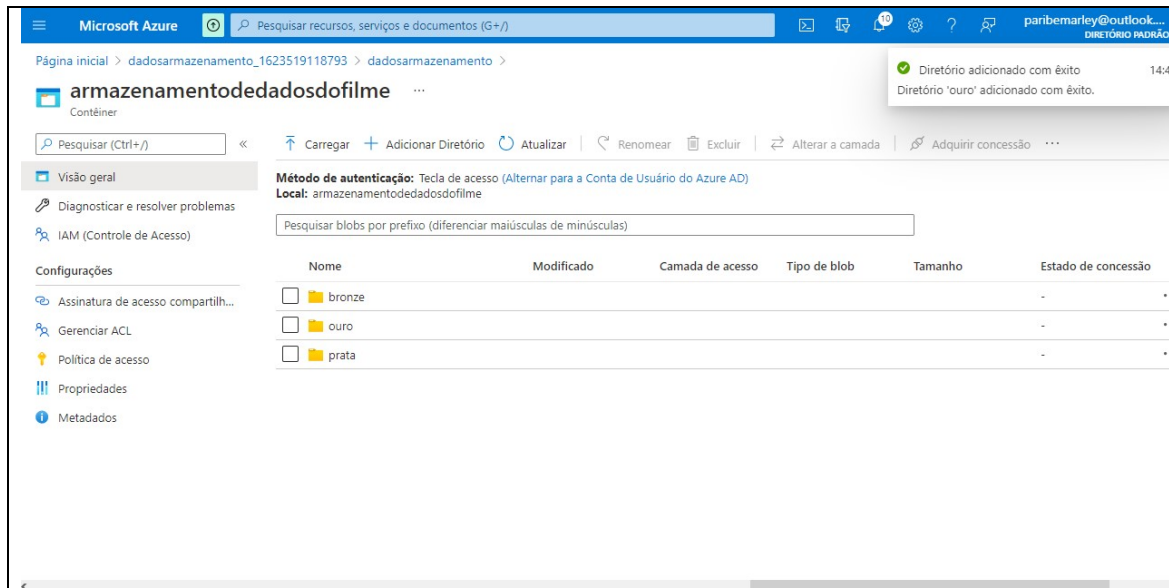 Microsoft Azure
Pesquisar recursos, serviços e documentos (G+/)
10
paribemarley@outlook....
DIRETÓRIO PADRÃO
Página inicial > dadosarmazenamento_1623519118793 > dadosarmazenamento >
Diretório adicionado com êxito 14:4
Diretório 'ouro' adicionado com êxito.
armazenamentodedadosdofilme ...
Contêiner
Pesquisar (Ctrl+/) «
Carregar + Adicionar Diretório Atualizar Renomear Excluir Alterar a camada Adquirir concessão ...
Visão geral
Diagnosticar e resolver problemas
IAM (Controle de Acesso)
Configurações
Assinatura de acesso compartilh...
Gerenciar ACL
Política de acesso
Propriedades
Metadados
Método de autenticação: Tecla de acesso (Alternar para a Conta de Usuário do Azure AD)
Local: armazenamentodedadosdofilme
Pesquisar blobs por prefixo (diferenciar maiúsculas de minúsculas)
Nome Modificado Camada de acesso Tipo de blob Tamanho Estado de concessão
bronze -
ouro -
prata -